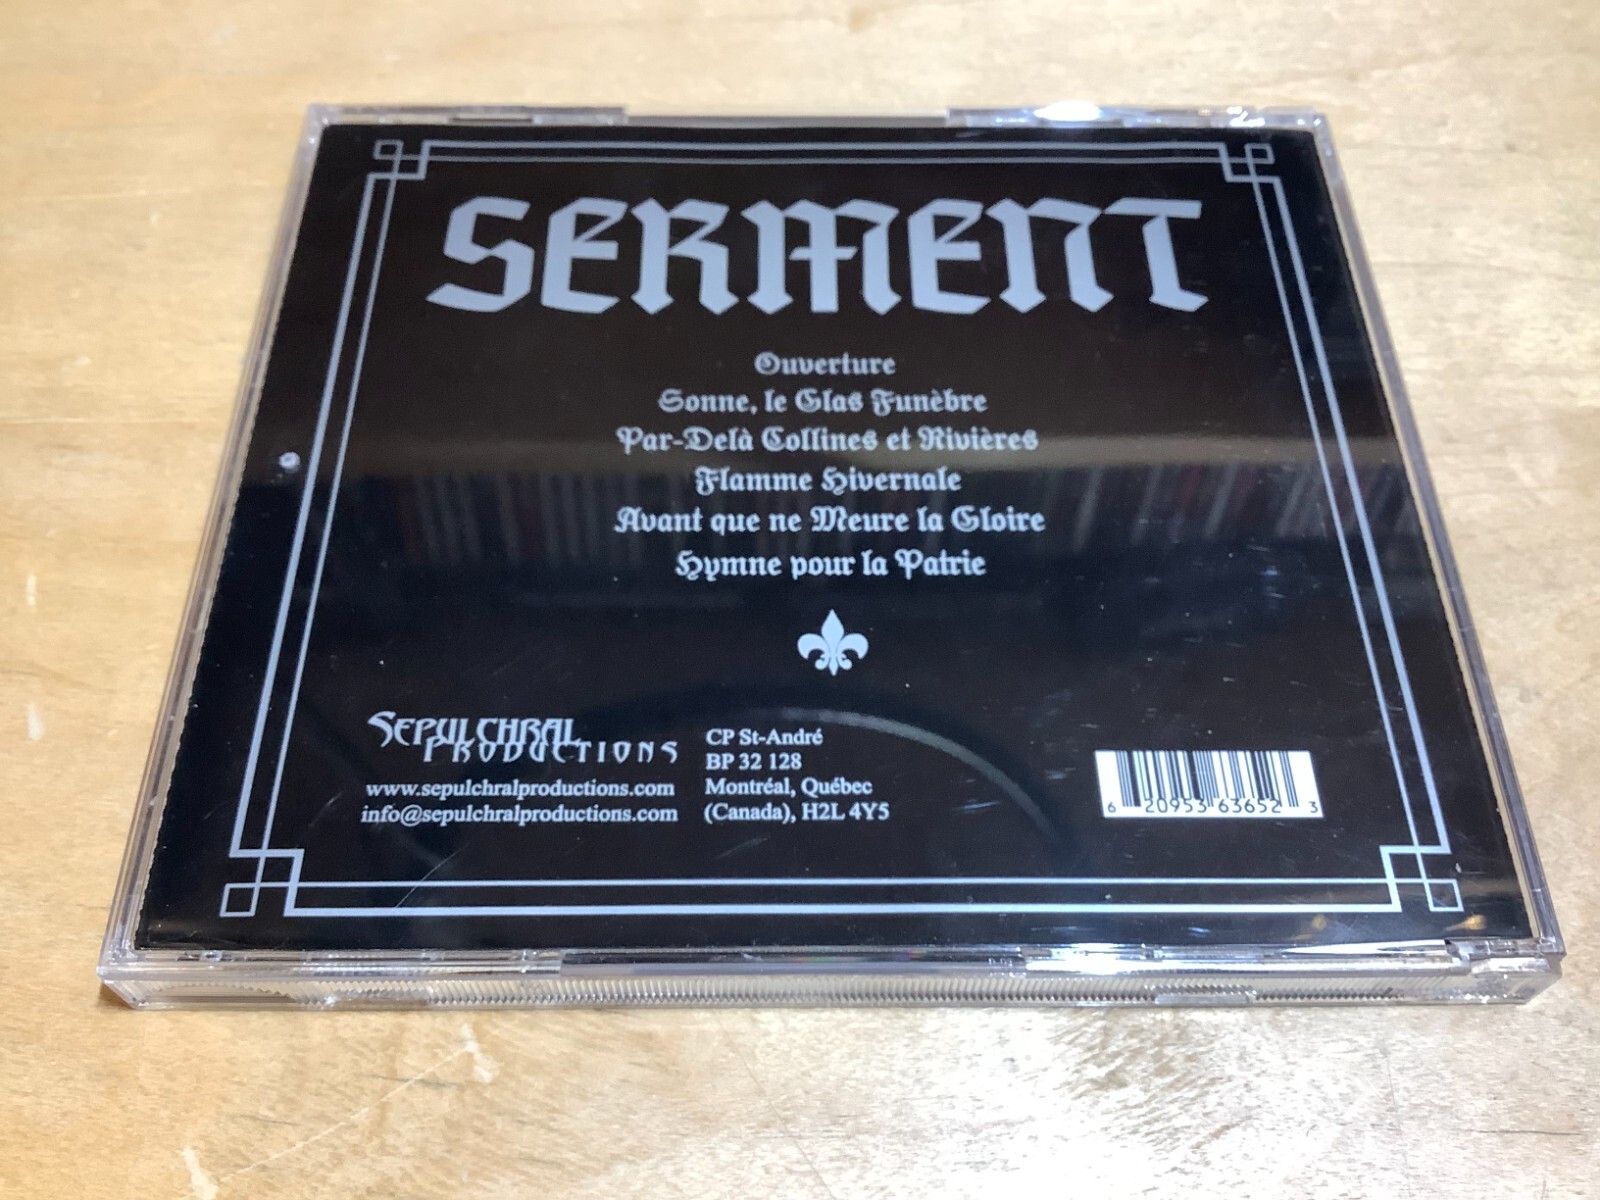 SERMENT
Ouverture
Sonne, le Glas Funèbre
Par-Delà Collines et Rivières
Flamme Hivernale
Avant que ne Meure la Gloire
Hymne pour la Patrie
SEPULCHRAL
PRODUCTIONS
www.sepulchralproductions.com
info@sepulchralproductions.com
CP St-André
BP 32 128
Montréal, Québec
(Canada), H2L 4Y5
6 20953 63652 3